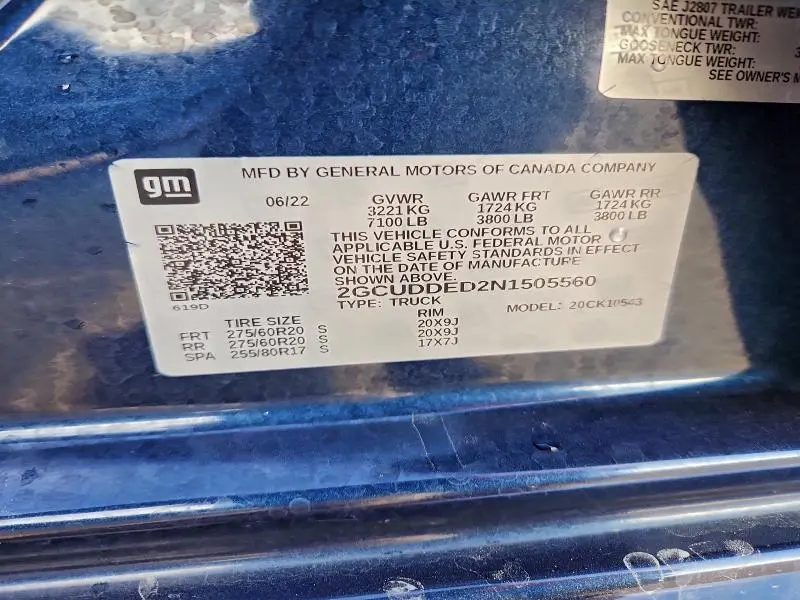 SAE J2807 TRAILER WEI
CONVENTIONAL TWR:
MAX TONGUE WEIGHT:
GOOSENECK TWR: 3
MAX TONGUE WEIGHT:
SEE OWNER'S M
gm
MFD BY GENERAL MOTORS OF CANADA COMPANY
06/22 GVWR GAWR FRT GAWR RR
3221 KG 1724 KG 1724 KG
7100 LB 3800 LB 3800 LB
THIS VEHICLE CONFORMS TO ALL
APPLICABLE U.S. FEDERAL MOTOR
VEHICLE SAFETY STANDARDS IN EFFECT
ON THE DATE OF MANUFACTURE
SHOWN ABOVE.
2GCUDDED2N1505560
619D
TYPE: TRUCK MODEL: 20CK10543
TIRE SIZE RIM
FRT 275/60R20 S 20X9J
RR 275/60R20 S 20X9J
SPA 255/80R17 S 17X7J